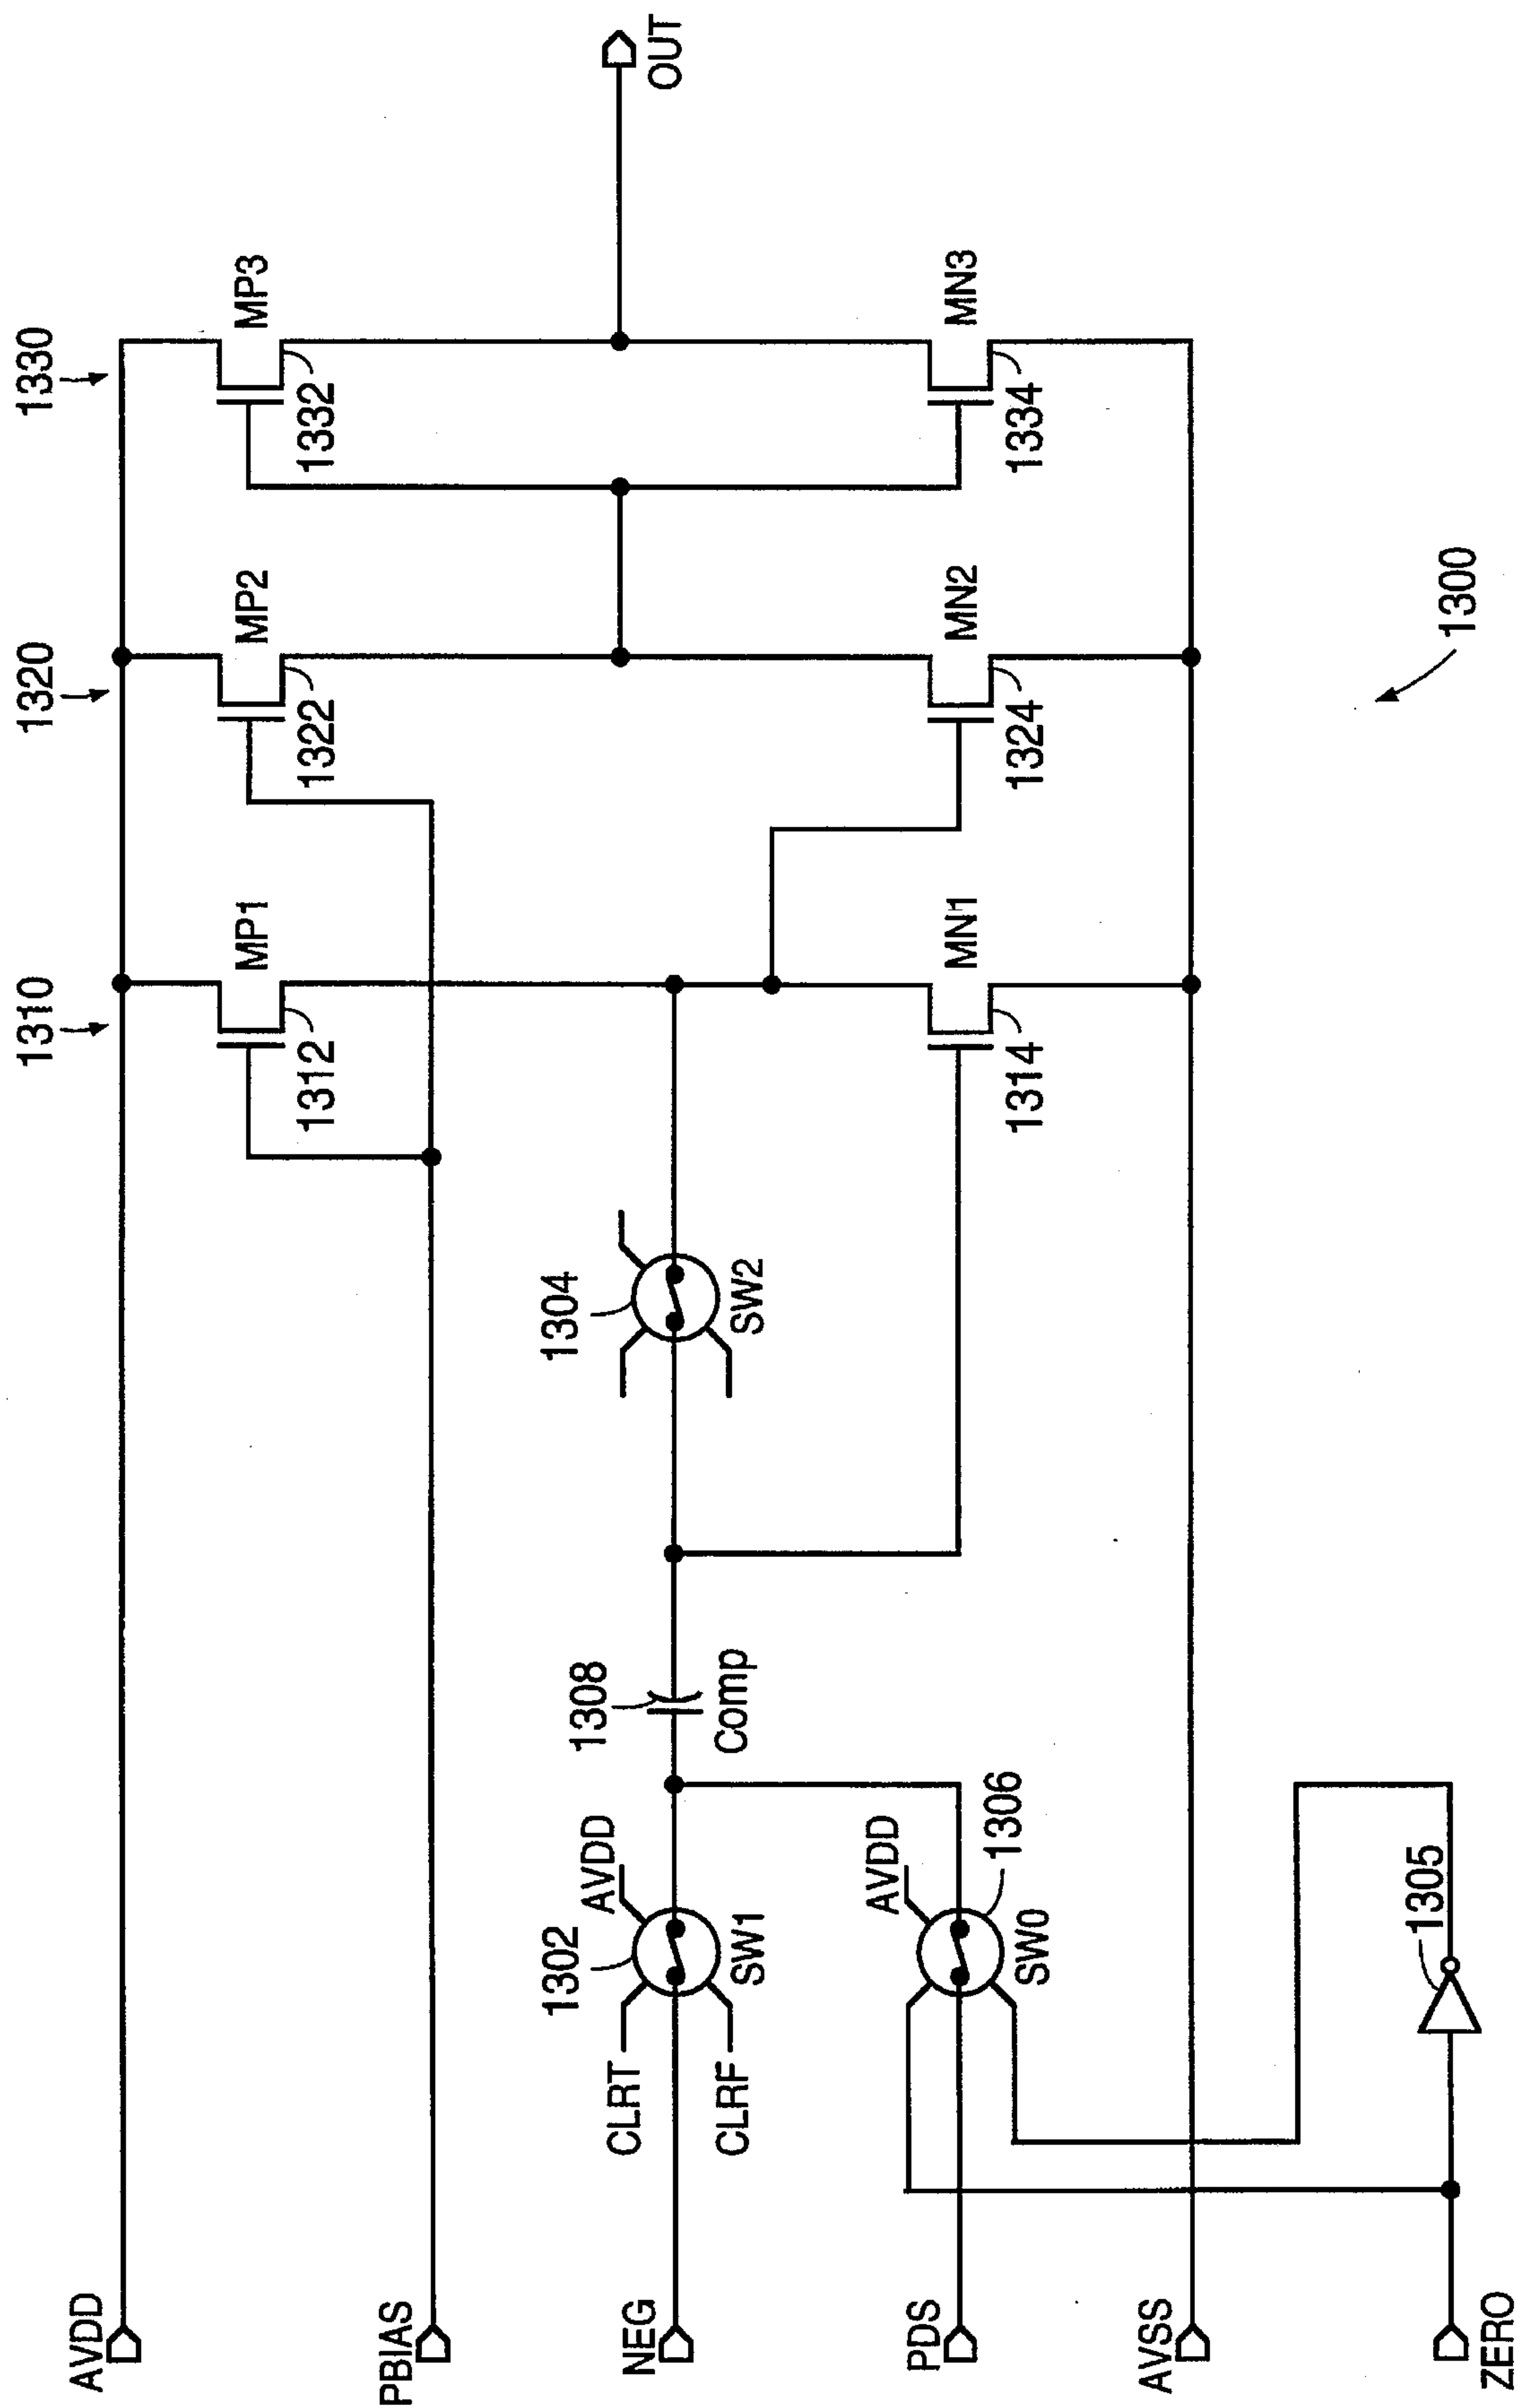 1310
1320
1330
MP1
MP2
MP3
1312
1322
1332
AVDD
PBIAS
NEG
PDS
AVSS
ZERO
CLRT
CLRF
1302
AVDD
SW1
1308
Comp
1304
SW2
AVDD
1306
SW0
1305
MN1
MN2
MN3
1314
1324
1334
OUT
1300